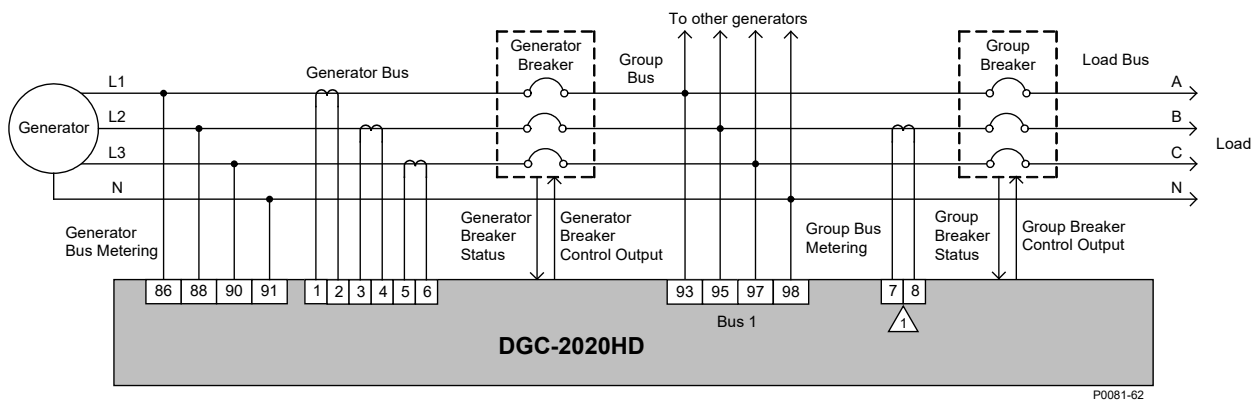 To other generators
Generator
Breaker
Group
Breaker
Group
Bus
Load Bus
Generator Bus
L1
A
L2
B
Generator
L3
C
Load
N
N
Generator
Bus Metering
Generator
Breaker
Status
Generator
Breaker
Control Output
Group Bus
Metering
Group
Breaker
Status
Group Breaker
Control Output
86 88 90 91 1 2 3 4 5 6 93 95 97 98 7 8
Bus 1
1
DGC-2020HD
P0081-62